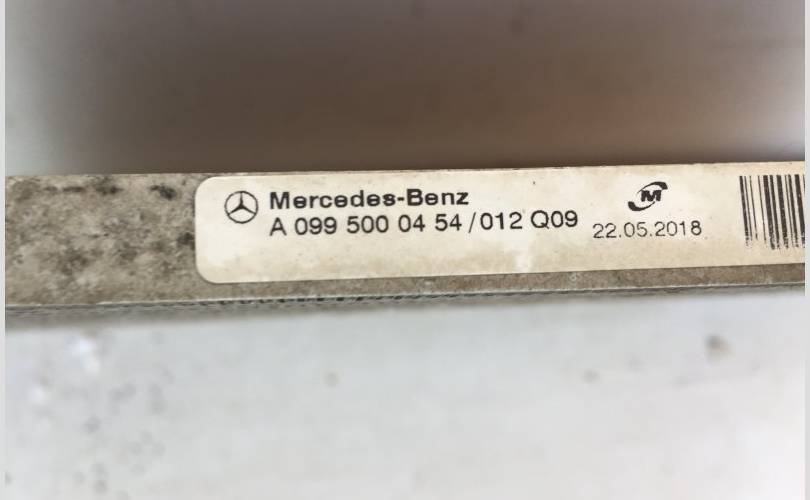 Mercedes-Benz
A 099 500 04 54 / 012 Q09
M
22.05.2018